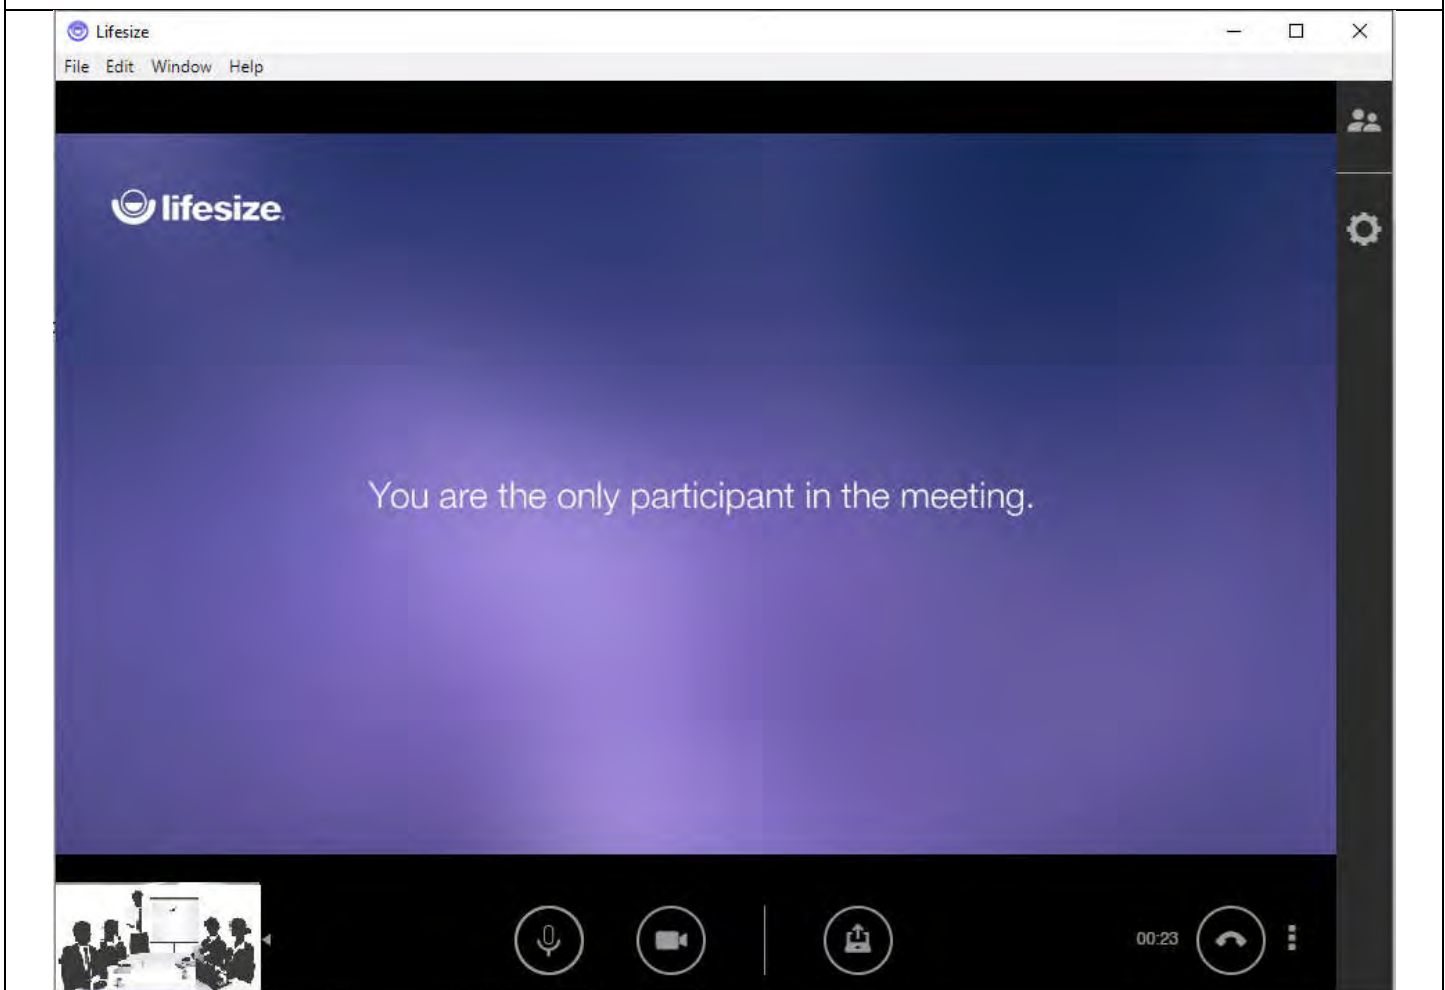 Lifesize
File Edit Window Help
lifesize
You are the only participant in the meeting.
00:23